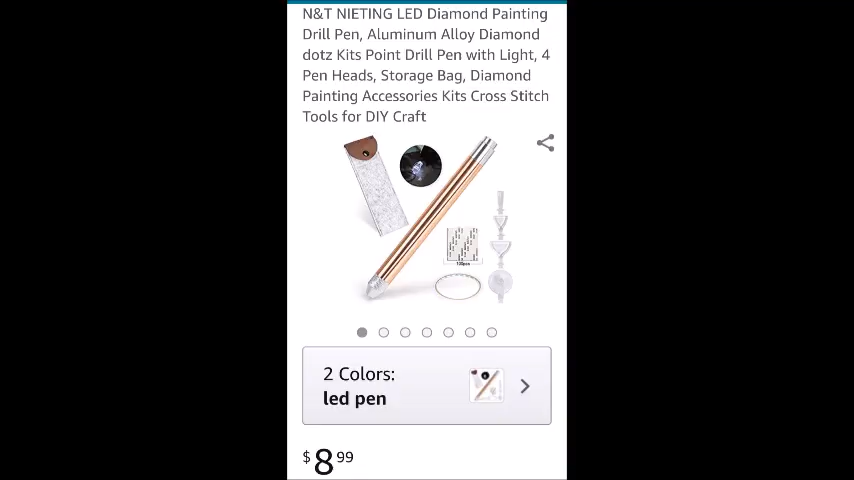 N&T NIETING LED Diamond Painting
Drill Pen, Aluminum Alloy Diamond
dotz Kits Point Drill Pen with Light, 4
Pen Heads, Storage Bag, Diamond
Painting Accessories Kits Cross Stitch
Tools for DIY Craft
2 Colors:
led pen
$8.99